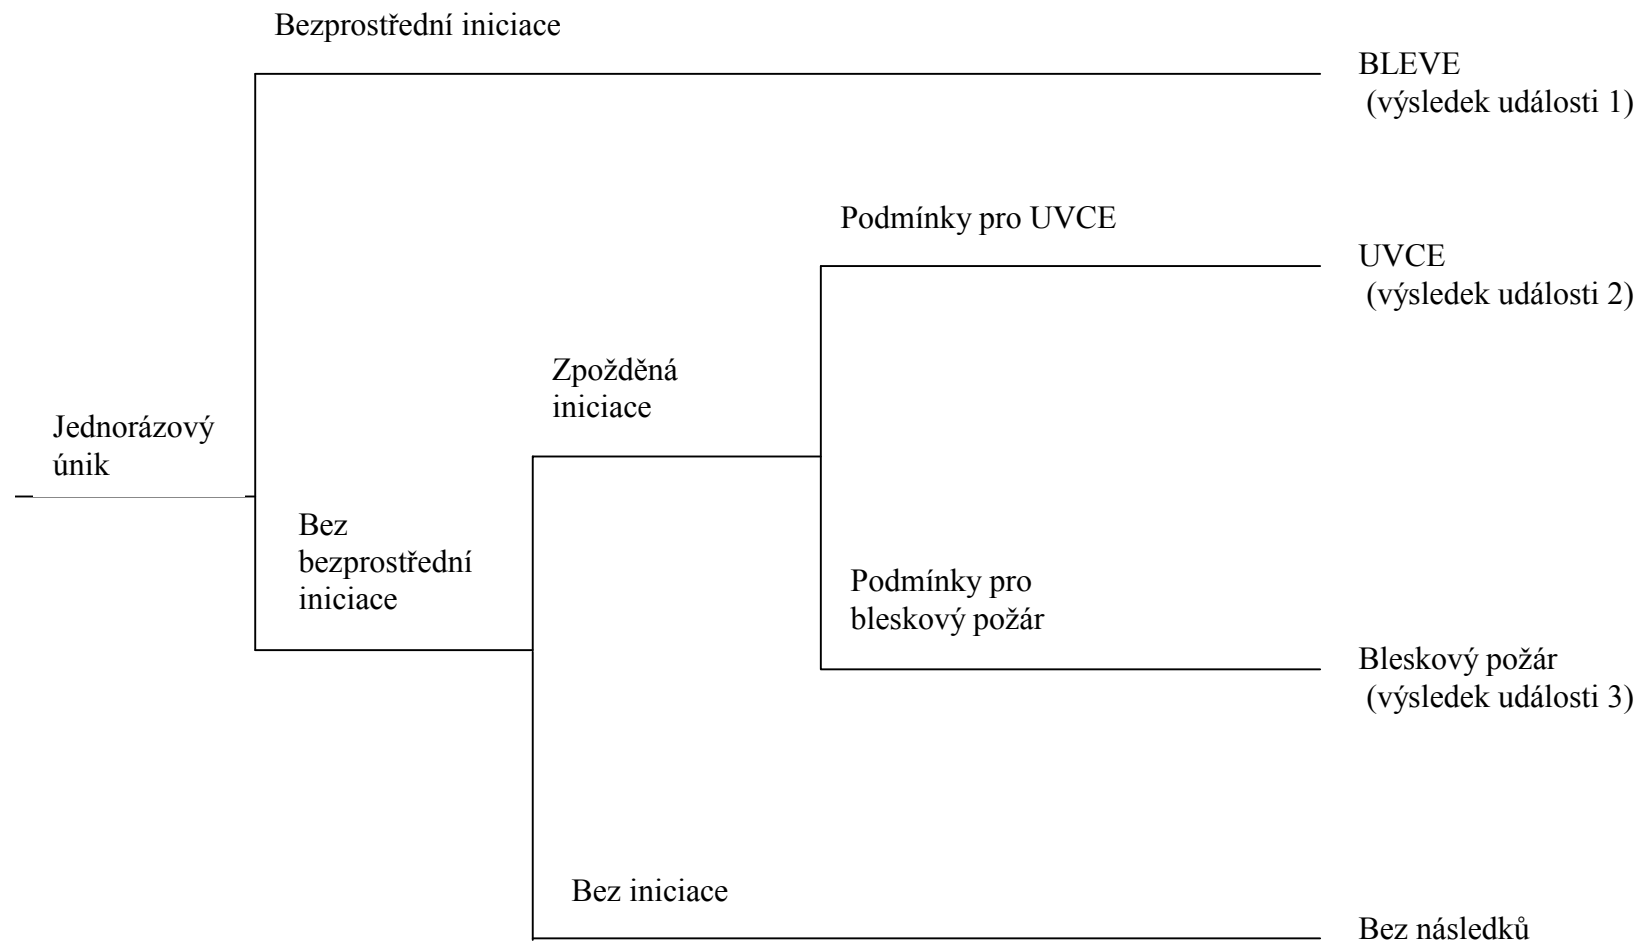 Bezprostřední iniciace
BLEVE
(výsledek události 1)
Podmínky pro UVCE
UVCE
(výsledek události 2)
Zpožděná
iniciace
Jednorázový
únik
Bez
bezprostřední
iniciace
Podmínky pro
bleskový požár
Bleskový požár
(výsledek události 3)
Bez iniciace
Bez následků